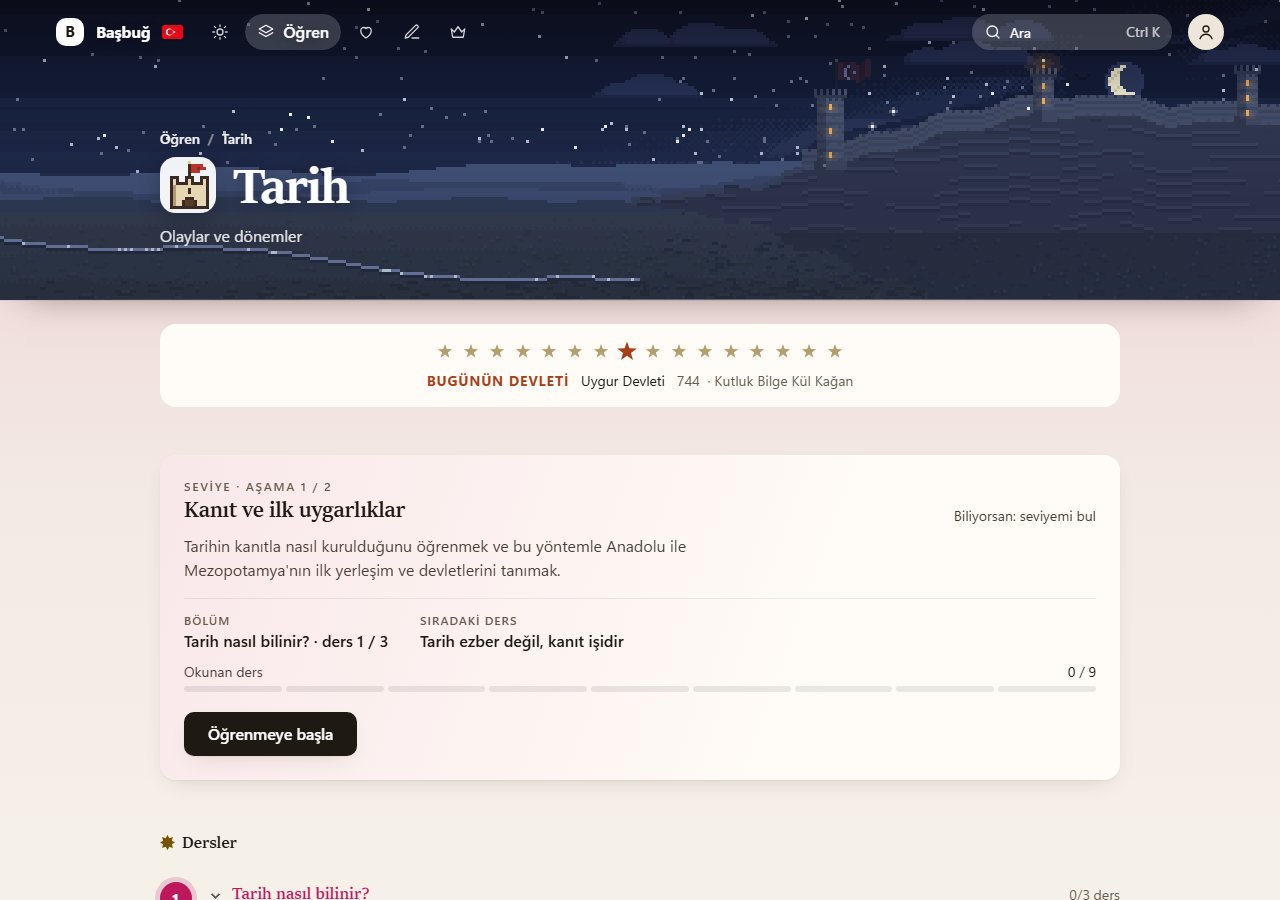 B Başbuğ Öğren Ara Ctrl K
Öğren / Tarih
Tarih
Olaylar ve dönemler
BUGÜNÜN DEVLETİ Uygur Devleti 744 · Kutluk Bilge Kül Kağan
SEVİYE · AŞAMA 1 / 2
Kanıt ve ilk uygarlıklar
Biliyorsan: seviyemi bul
Tarihin kanıtla nasıl kurulduğunu öğrenmek ve bu yöntemle Anadolu ile
Mezopotamya'nın ilk yerleşim ve devletlerini tanımak.
BÖLÜM
Tarih nasıl bilinir? · ders 1 / 3
SIRADAKİ DERS
Tarih ezber değil, kanıt işidir
Okunan ders 0 / 9
Öğrenmeye başla
Dersler
1 Tarih nasıl bilinir? 0/3 ders